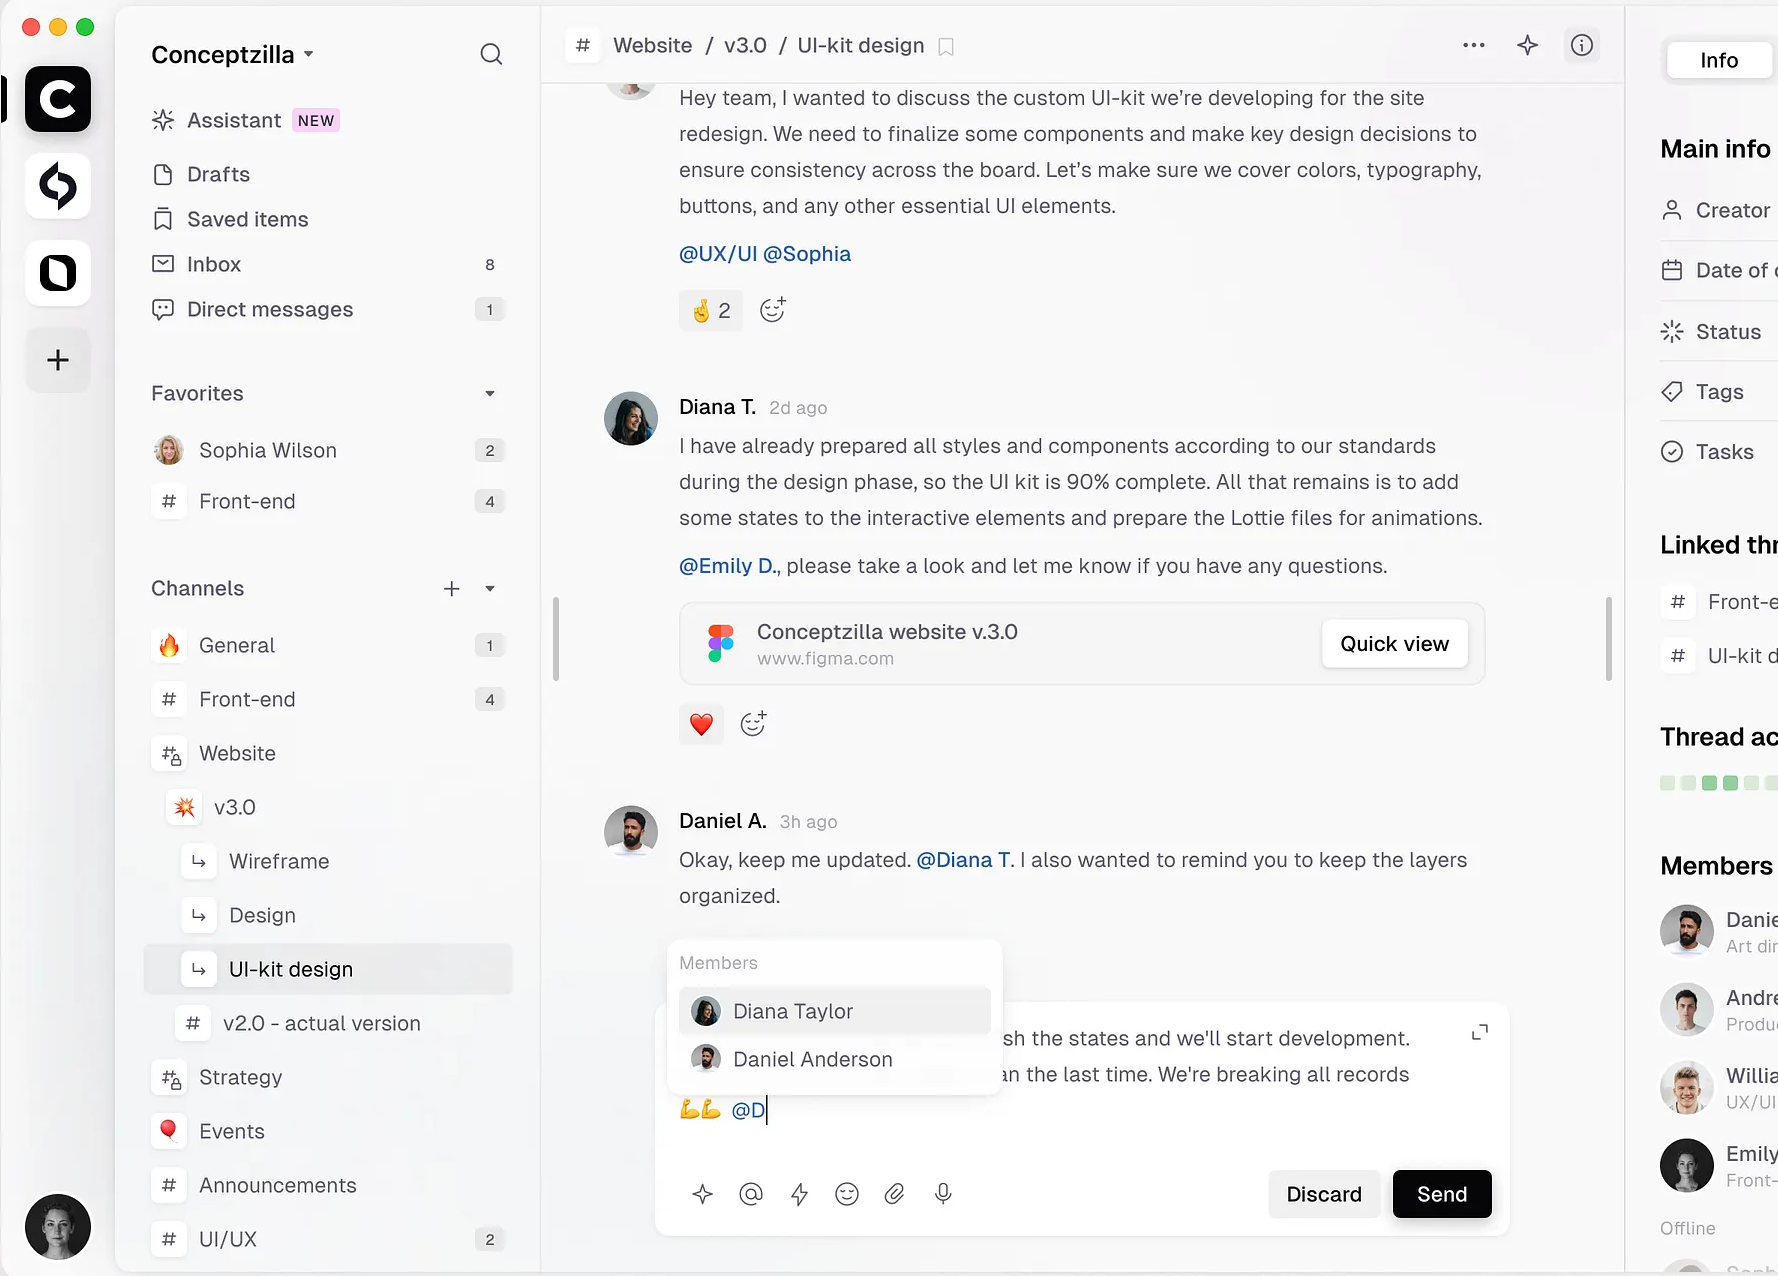 Conceptzilla
Assistant NEW
Drafts
Saved items
Inbox 8
Direct messages 1
Favorites
Sophia Wilson 2
# Front-end 4
Channels
General 1
# Front-end 4
Website
v3.0
Wireframe
Design
UI-kit design
# v2.0 - actual version
Strategy
Events
# Announcements
# UI/UX 2
# Website / v3.0 / UI-kit design
Hey team, I wanted to discuss the custom UI-kit we’re developing for the site
redesign. We need to finalize some components and make key design decisions to
ensure consistency across the board. Let’s make sure we cover colors, typography,
buttons, and any other essential UI elements.
@UX/UI @Sophia
🤞 2
Diana T. 2d ago
I have already prepared all styles and components according to our standards
during the design phase, so the UI kit is 90% complete. All that remains is to add
some states to the interactive elements and prepare the Lottie files for animations.
@Emily D., please take a look and let me know if you have any questions.
Conceptzilla website v.3.0
www.figma.com
Quick view
Daniel A. 3h ago
Okay, keep me updated. @Diana T. I also wanted to remind you to keep the layers
organized.
Members
Diana Taylor
Daniel Anderson
sh the states and we'll start development.
an the last time. We're breaking all records
💪💪 @D
Discard
Send
Info
Main info
Creator
Date of
Status
Tags
Tasks
Linked thr
# Front-e
# UI-kit d
Thread ac
Members
Danie
Art dir
Andre
Produ
Willia
UX/UI
Emily
Front-
Offline